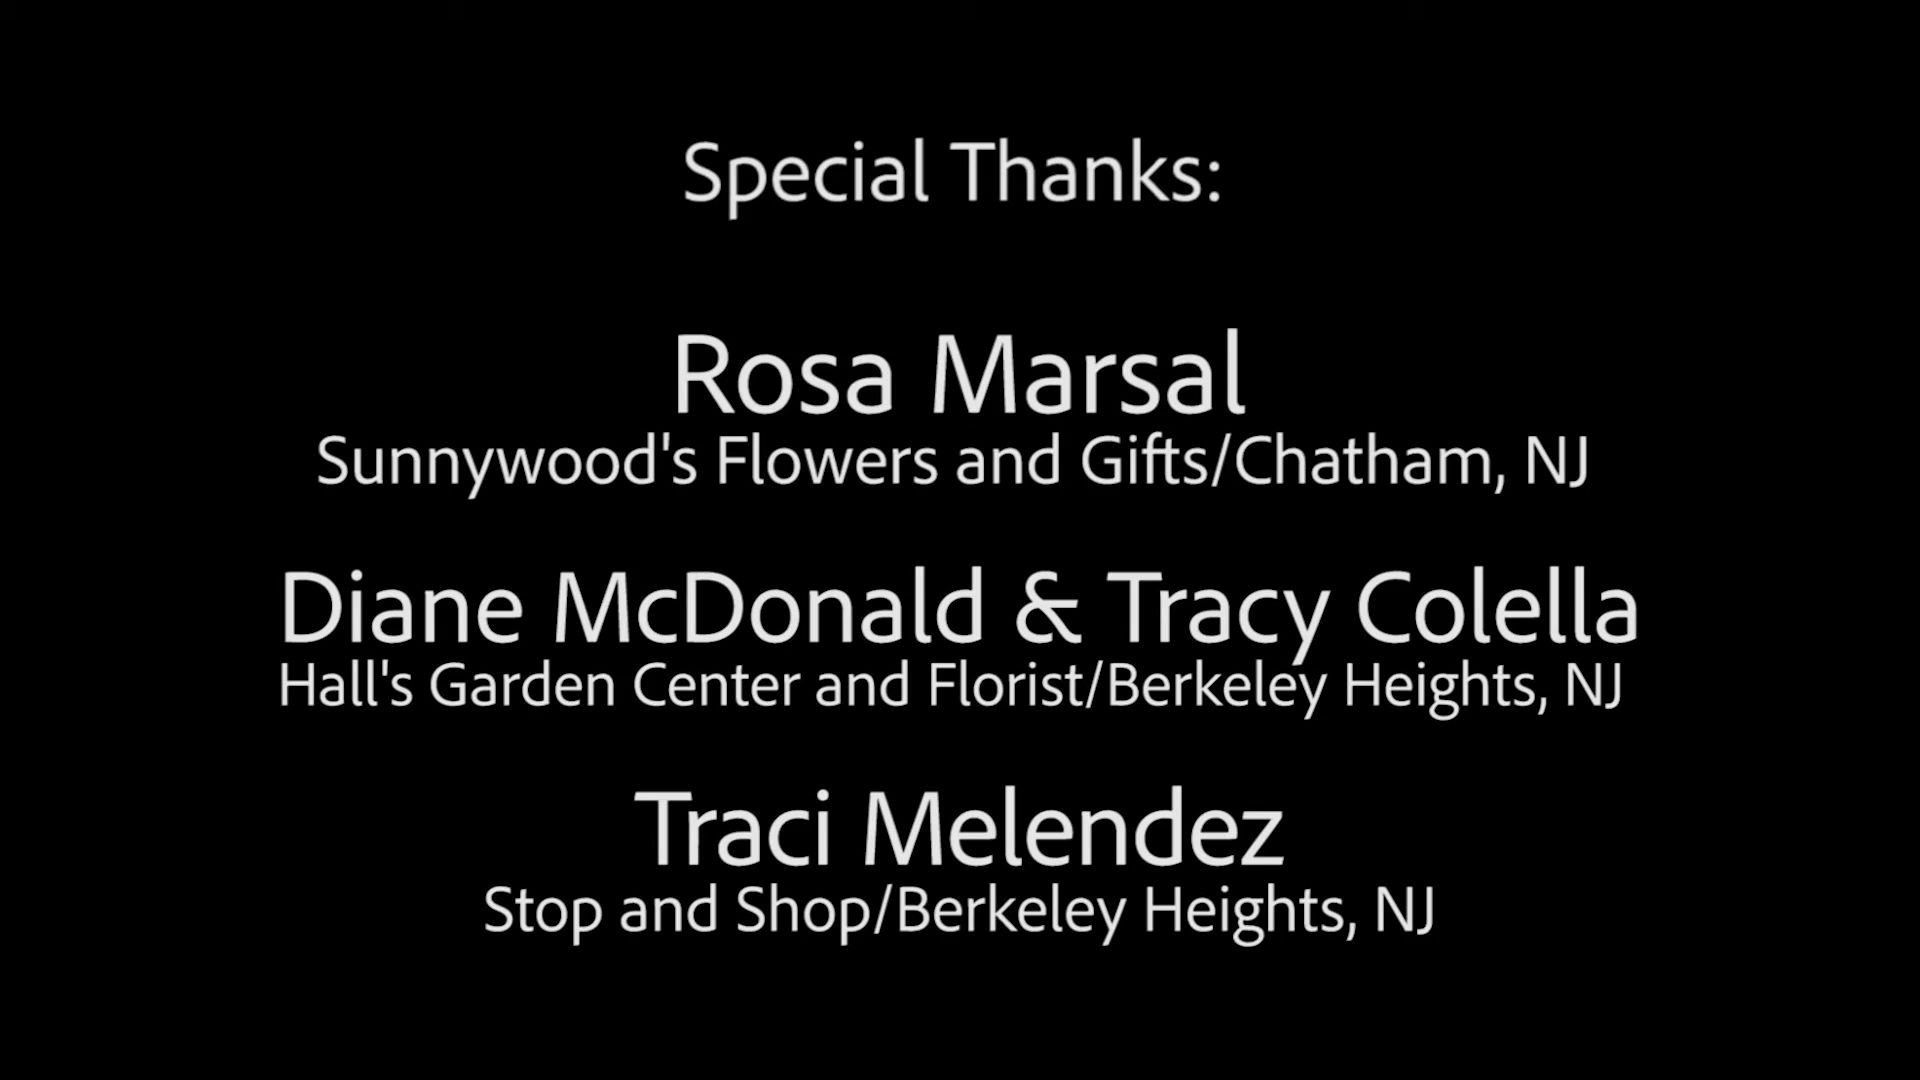 Special Thanks:
Rosa Marsal
Sunnywood's Flowers and Gifts/Chatham, NJ
Diane McDonald & Tracy Colella
Hall's Garden Center and Florist/Berkeley Heights, NJ
Traci Melendez
Stop and Shop/Berkeley Heights, NJ